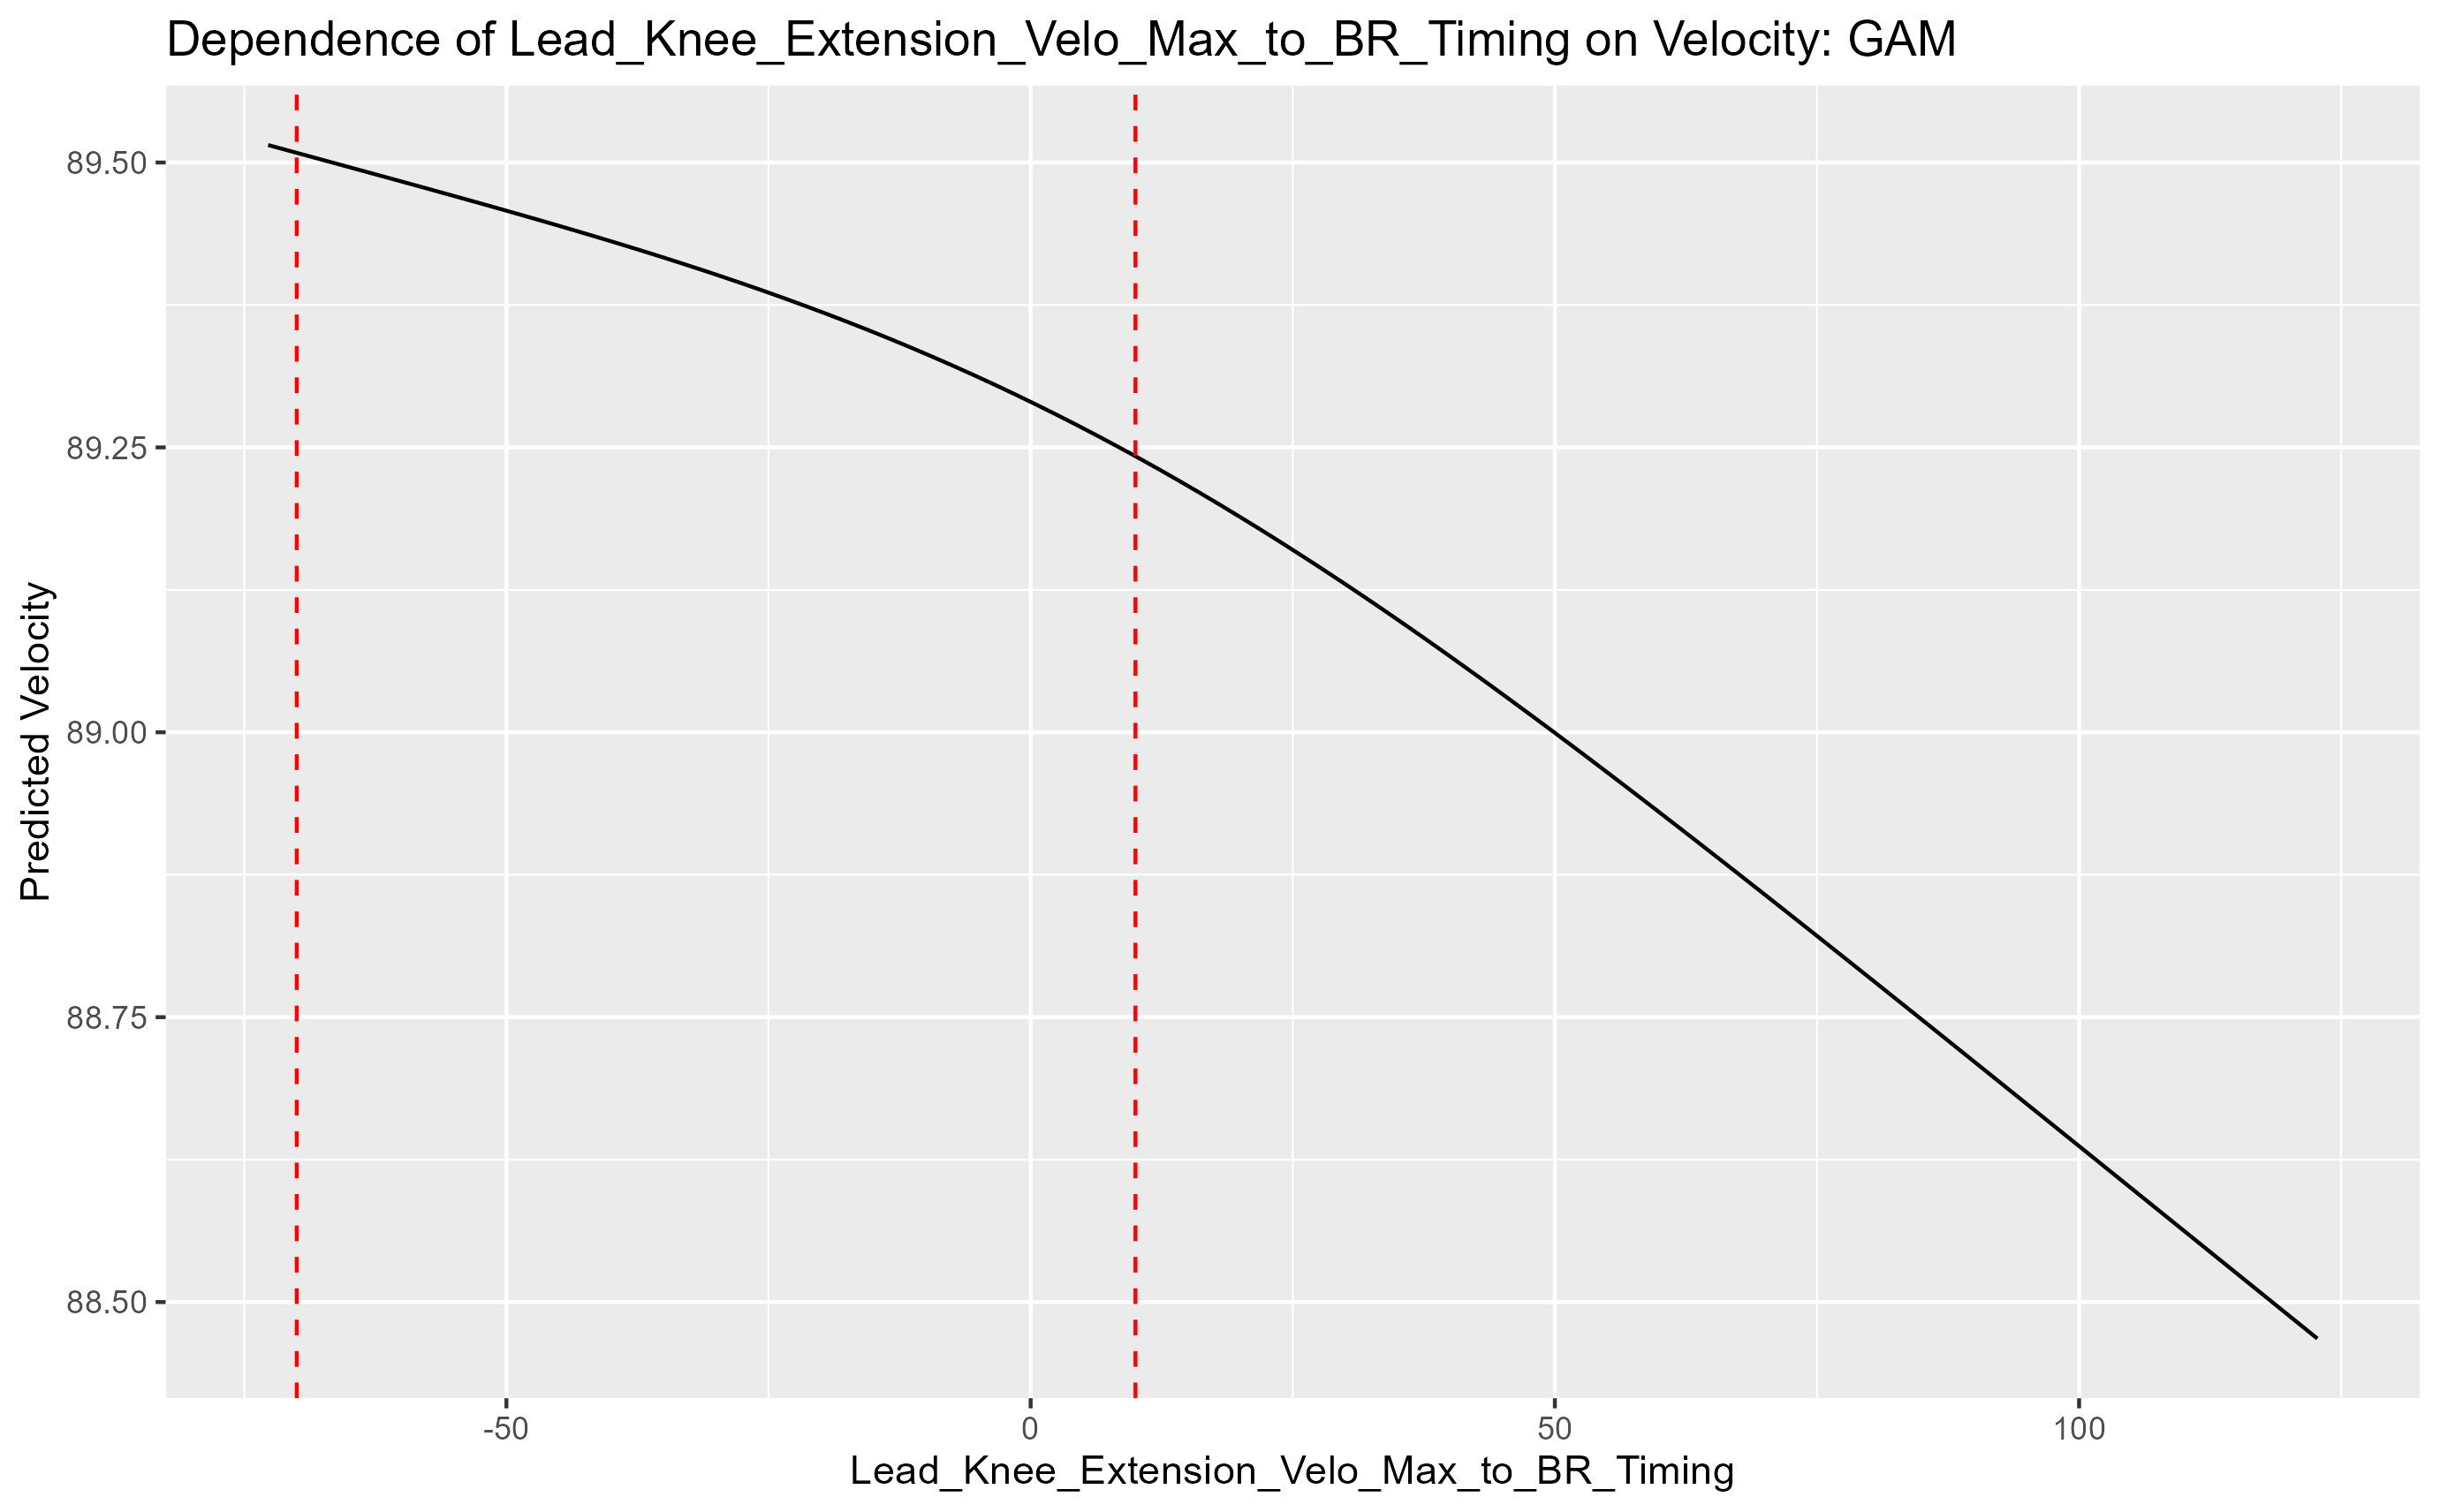 Dependence of Lead_Knee_Extension_Velo_Max_to_BR_Timing on Velocity: GAM
89.50
89.25
89.00
88.75
88.50
Predicted Velocity
-50 0 50 100
Lead_Knee_Extension_Velo_Max_to_BR_Timing